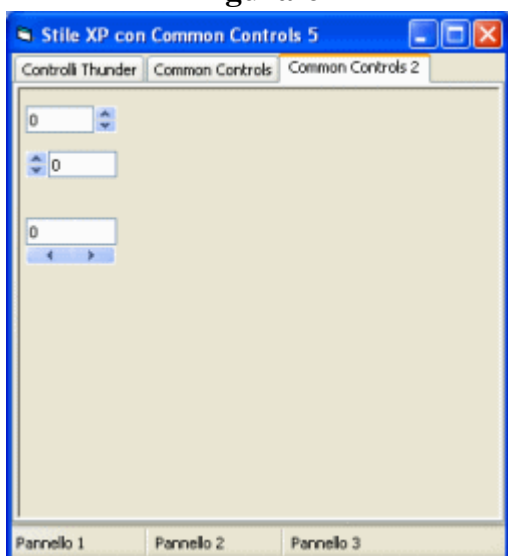 Stile XP con Common Controls 5
Controlli Thunder Common Controls Common Controls 2
0
0
0
Pannello 1 Pannello 2 Pannello 3